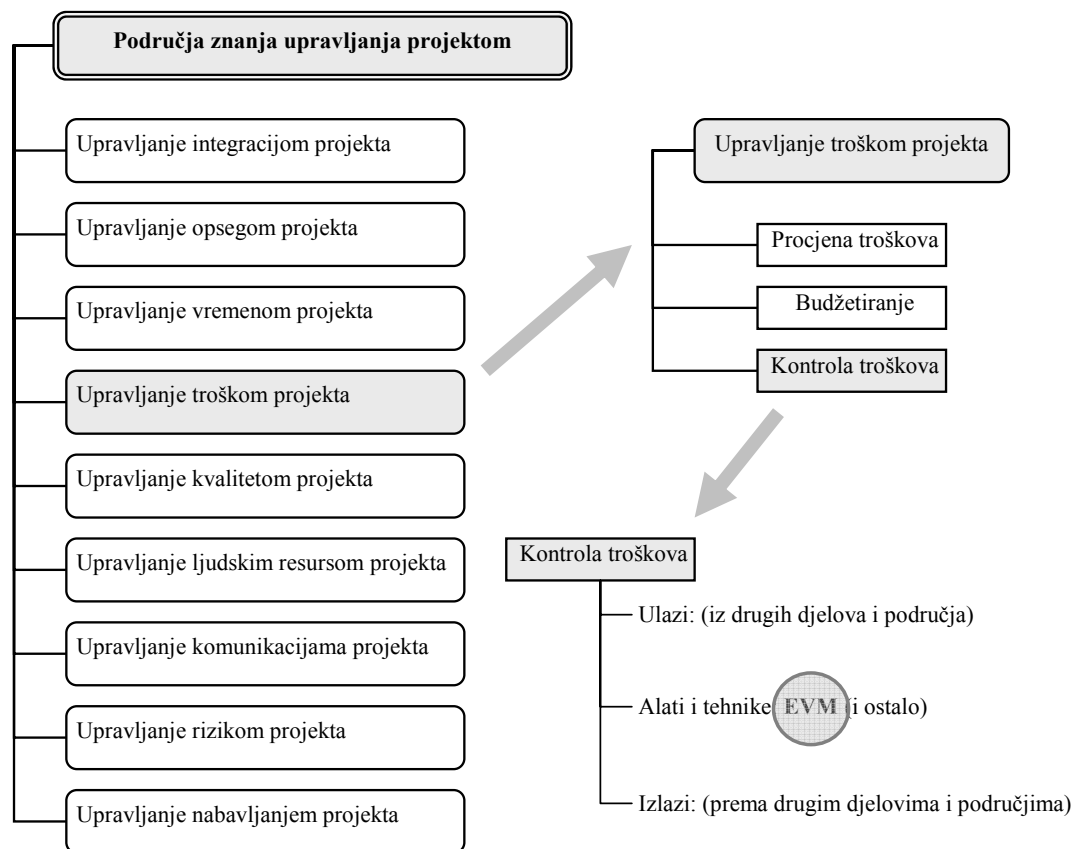 Područja znanja upravljanja projektom
Upravljanje integracijom projekta
Upravljanje opsegom projekta
Upravljanje vremenom projekta
Upravljanje troškom projekta
Upravljanje kvalitetom projekta
Upravljanje ljudskim resursom projekta
Upravljanje komunikacijama projekta
Upravljanje rizikom projekta
Upravljanje nabavljanjem projekta
Upravljanje troškom projekta
Procjena troškova
Budžetiranje
Kontrola troškova
Kontrola troškova
Ulazi: (iz drugih djelova i područja)
Alati i tehnike EVM (i ostalo)
Izlazi: (prema drugim djelovima i područjima)